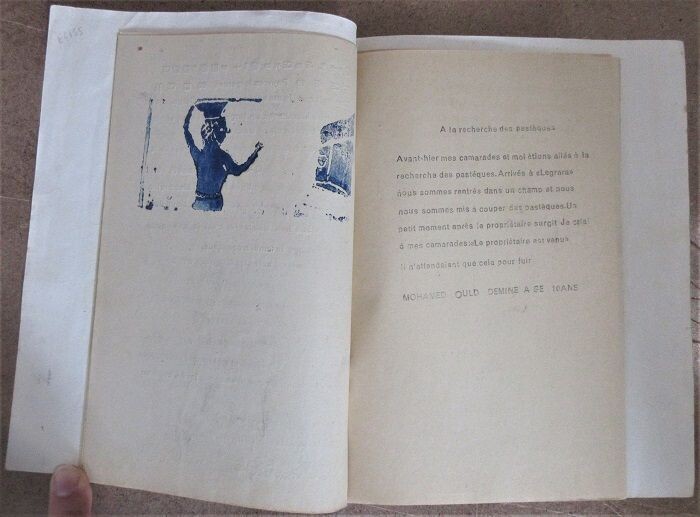 A la recherche des pastèques
Avant-hier mes camarades et moi étions allés à la
recherche des pastèques.Arrivés à «Legrara»
nous sommes rentrés dans un champ et nous
nous sommes mis à couper des pastèques.Un
petit moment après le propriétaire surgit Je criai
à mes camarades:«Le propriétaire est venu»
Il n'attendaient que cela pour fuir
MOHAMED OULD DEMINE A GE 10ANS